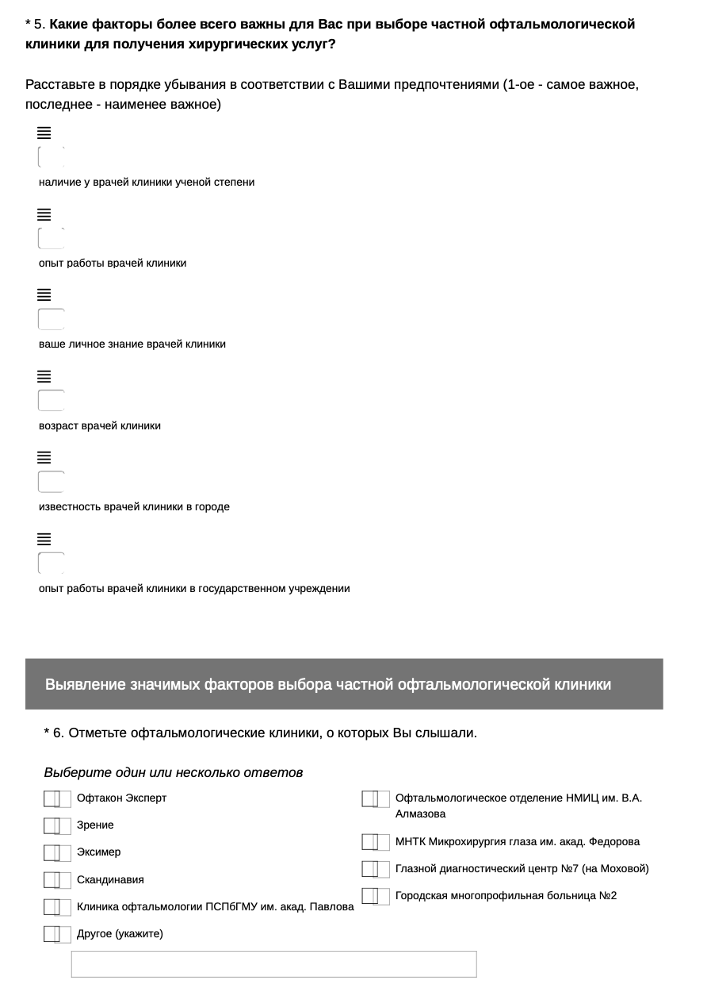 * 5. Какие факторы более всего важны для Вас при выборе частной офтальмологической
клиники для получения хирургических услуг?
Расставьте в порядке убывания в соответствии с Вашими предпочтениями (1-ое - самое важное,
последнее - наименее важное)
наличие у врачей клиники ученой степени
опыт работы врачей клиники
ваше личное знание врачей клиники
возраст врачей клиники
известность врачей клиники в городе
опыт работы врачей клиники в государственном учреждении
Выявление значимых факторов выбора частной офтальмологической клиники
* 6. Отметьте офтальмологические клиники, о которых Вы слышали.
Выберите один или несколько ответов
Офтакон Эксперт
Зрение
Эксимер
Скандинавия
Клиника офтальмологии ПСПбГМУ им. акад. Павлова
Другое (укажите)
Офтальмологическое отделение НМИЦ им. В.А.
Алмазова
МНТК Микрохирургия глаза им. акад. Федорова
Глазной диагностический центр №7 (на Моховой)
Городская многопрофильная больница №2